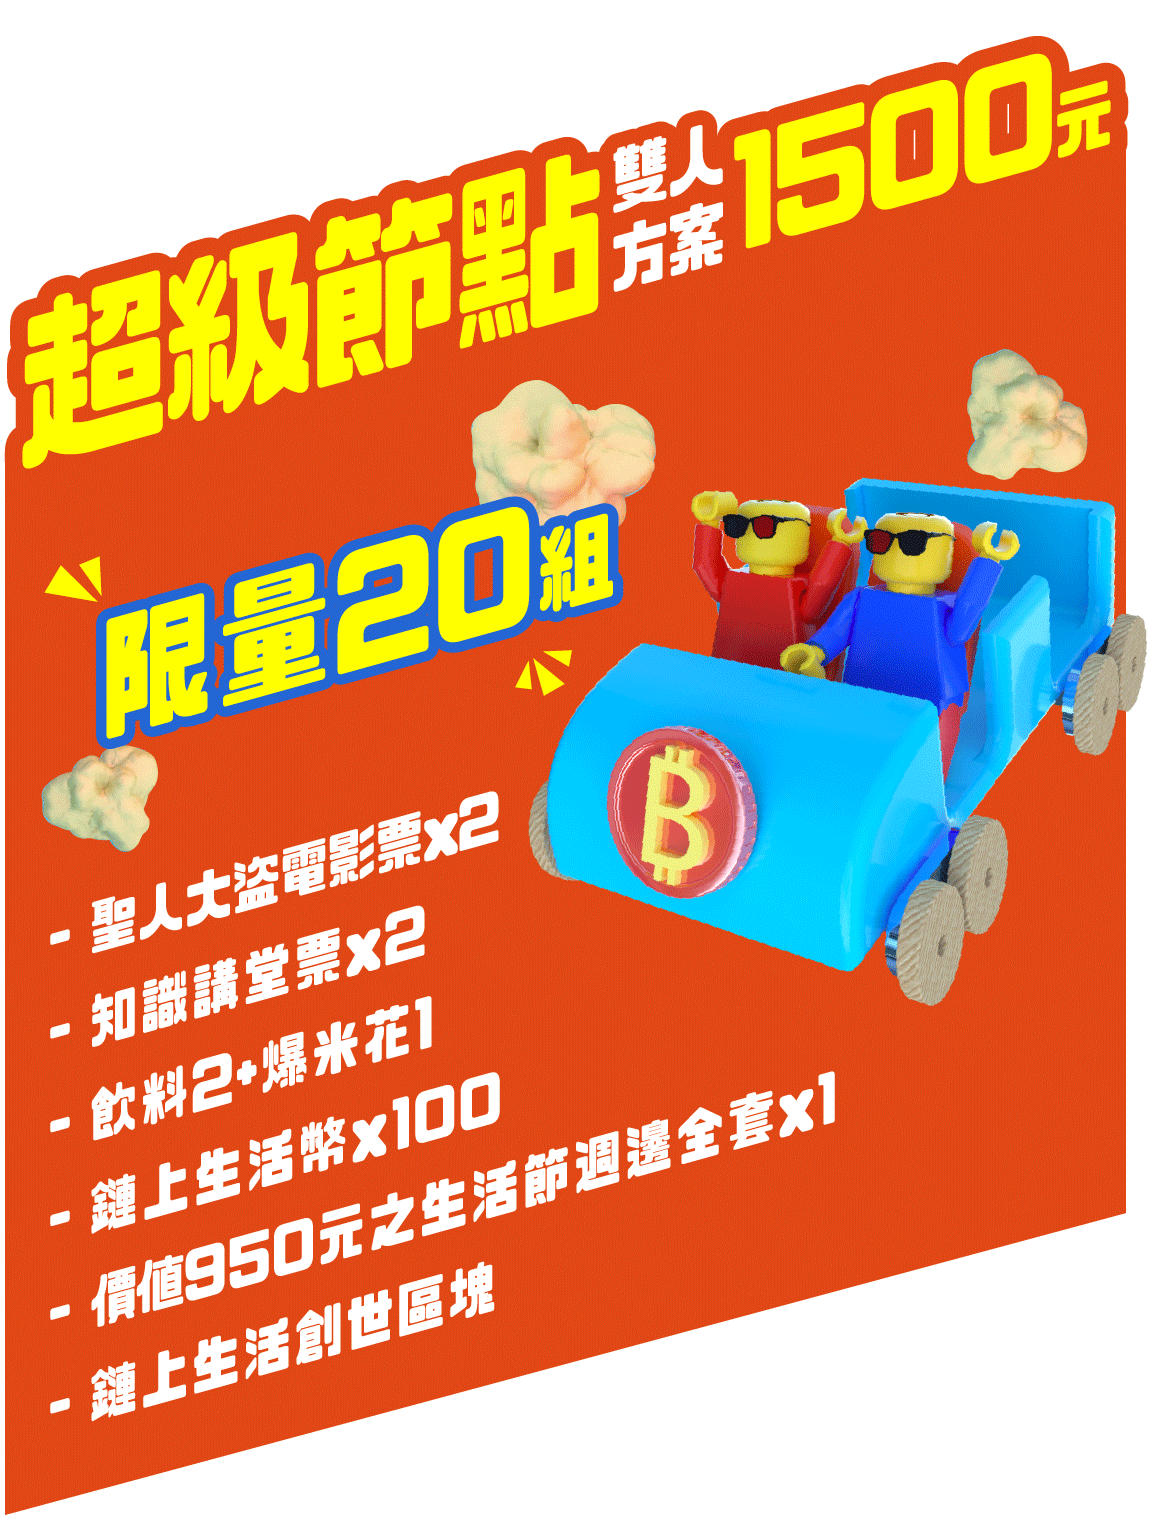 超級節點 雙人方案 1500元
限量20組
- 聖人大盜電影票x2
- 知識講堂票x2
- 飲料2+爆米花1
- 鏈上生活幣x100
- 價值950元之生活節週邊全套x1
- 鏈上生活創世區塊